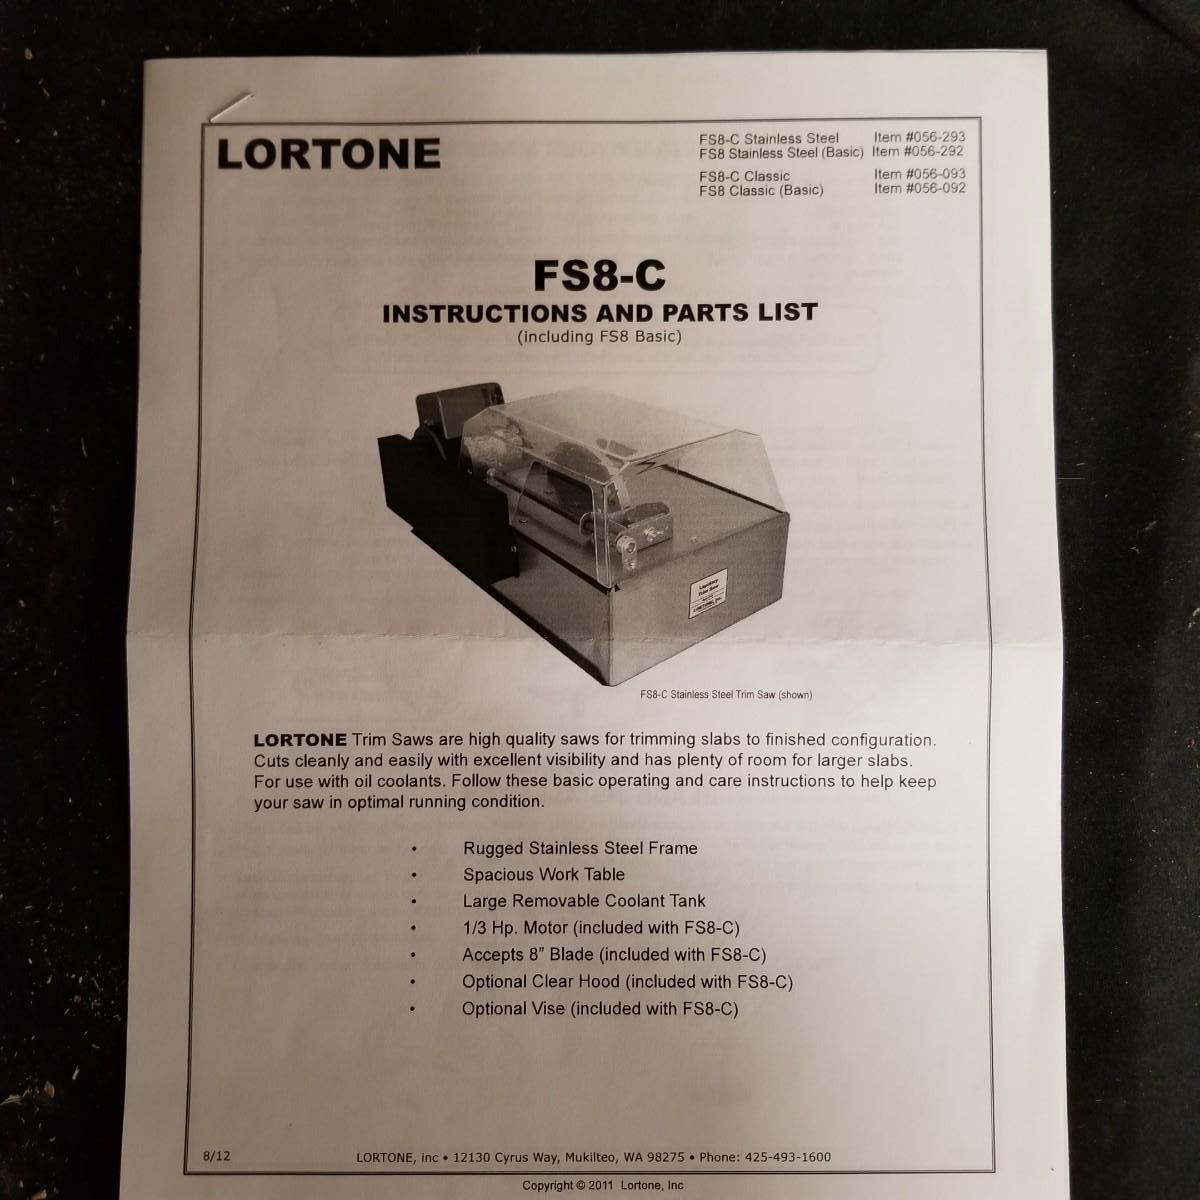 LORTONE
FS8-C Stainless Steel Item #056-293
FS8 Stainless Steel (Basic) Item #056-292
FS8-C Classic Item #056-093
FS8 Classic (Basic) Item #056-092
FS8-C
INSTRUCTIONS AND PARTS LIST
(including FS8 Basic)
Trim Saw
LORTONE, INC.
FS8-C Stainless Steel Trim Saw (shown)
LORTONE Trim Saws are high quality saws for trimming slabs to finished configuration.
Cuts cleanly and easily with excellent visibility and has plenty of room for larger slabs.
For use with oil coolants. Follow these basic operating and care instructions to help keep
your saw in optimal running condition.
• Rugged Stainless Steel Frame
• Spacious Work Table
• Large Removable Coolant Tank
• 1/3 Hp. Motor (included with FS8-C)
• Accepts 8" Blade (included with FS8-C)
• Optional Clear Hood (included with FS8-C)
• Optional Vise (included with FS8-C)
8/12 LORTONE, inc • 12130 Cyrus Way, Mukilteo, WA 98275 • Phone: 425-493-1600
Copyright © 2011 Lortone, Inc